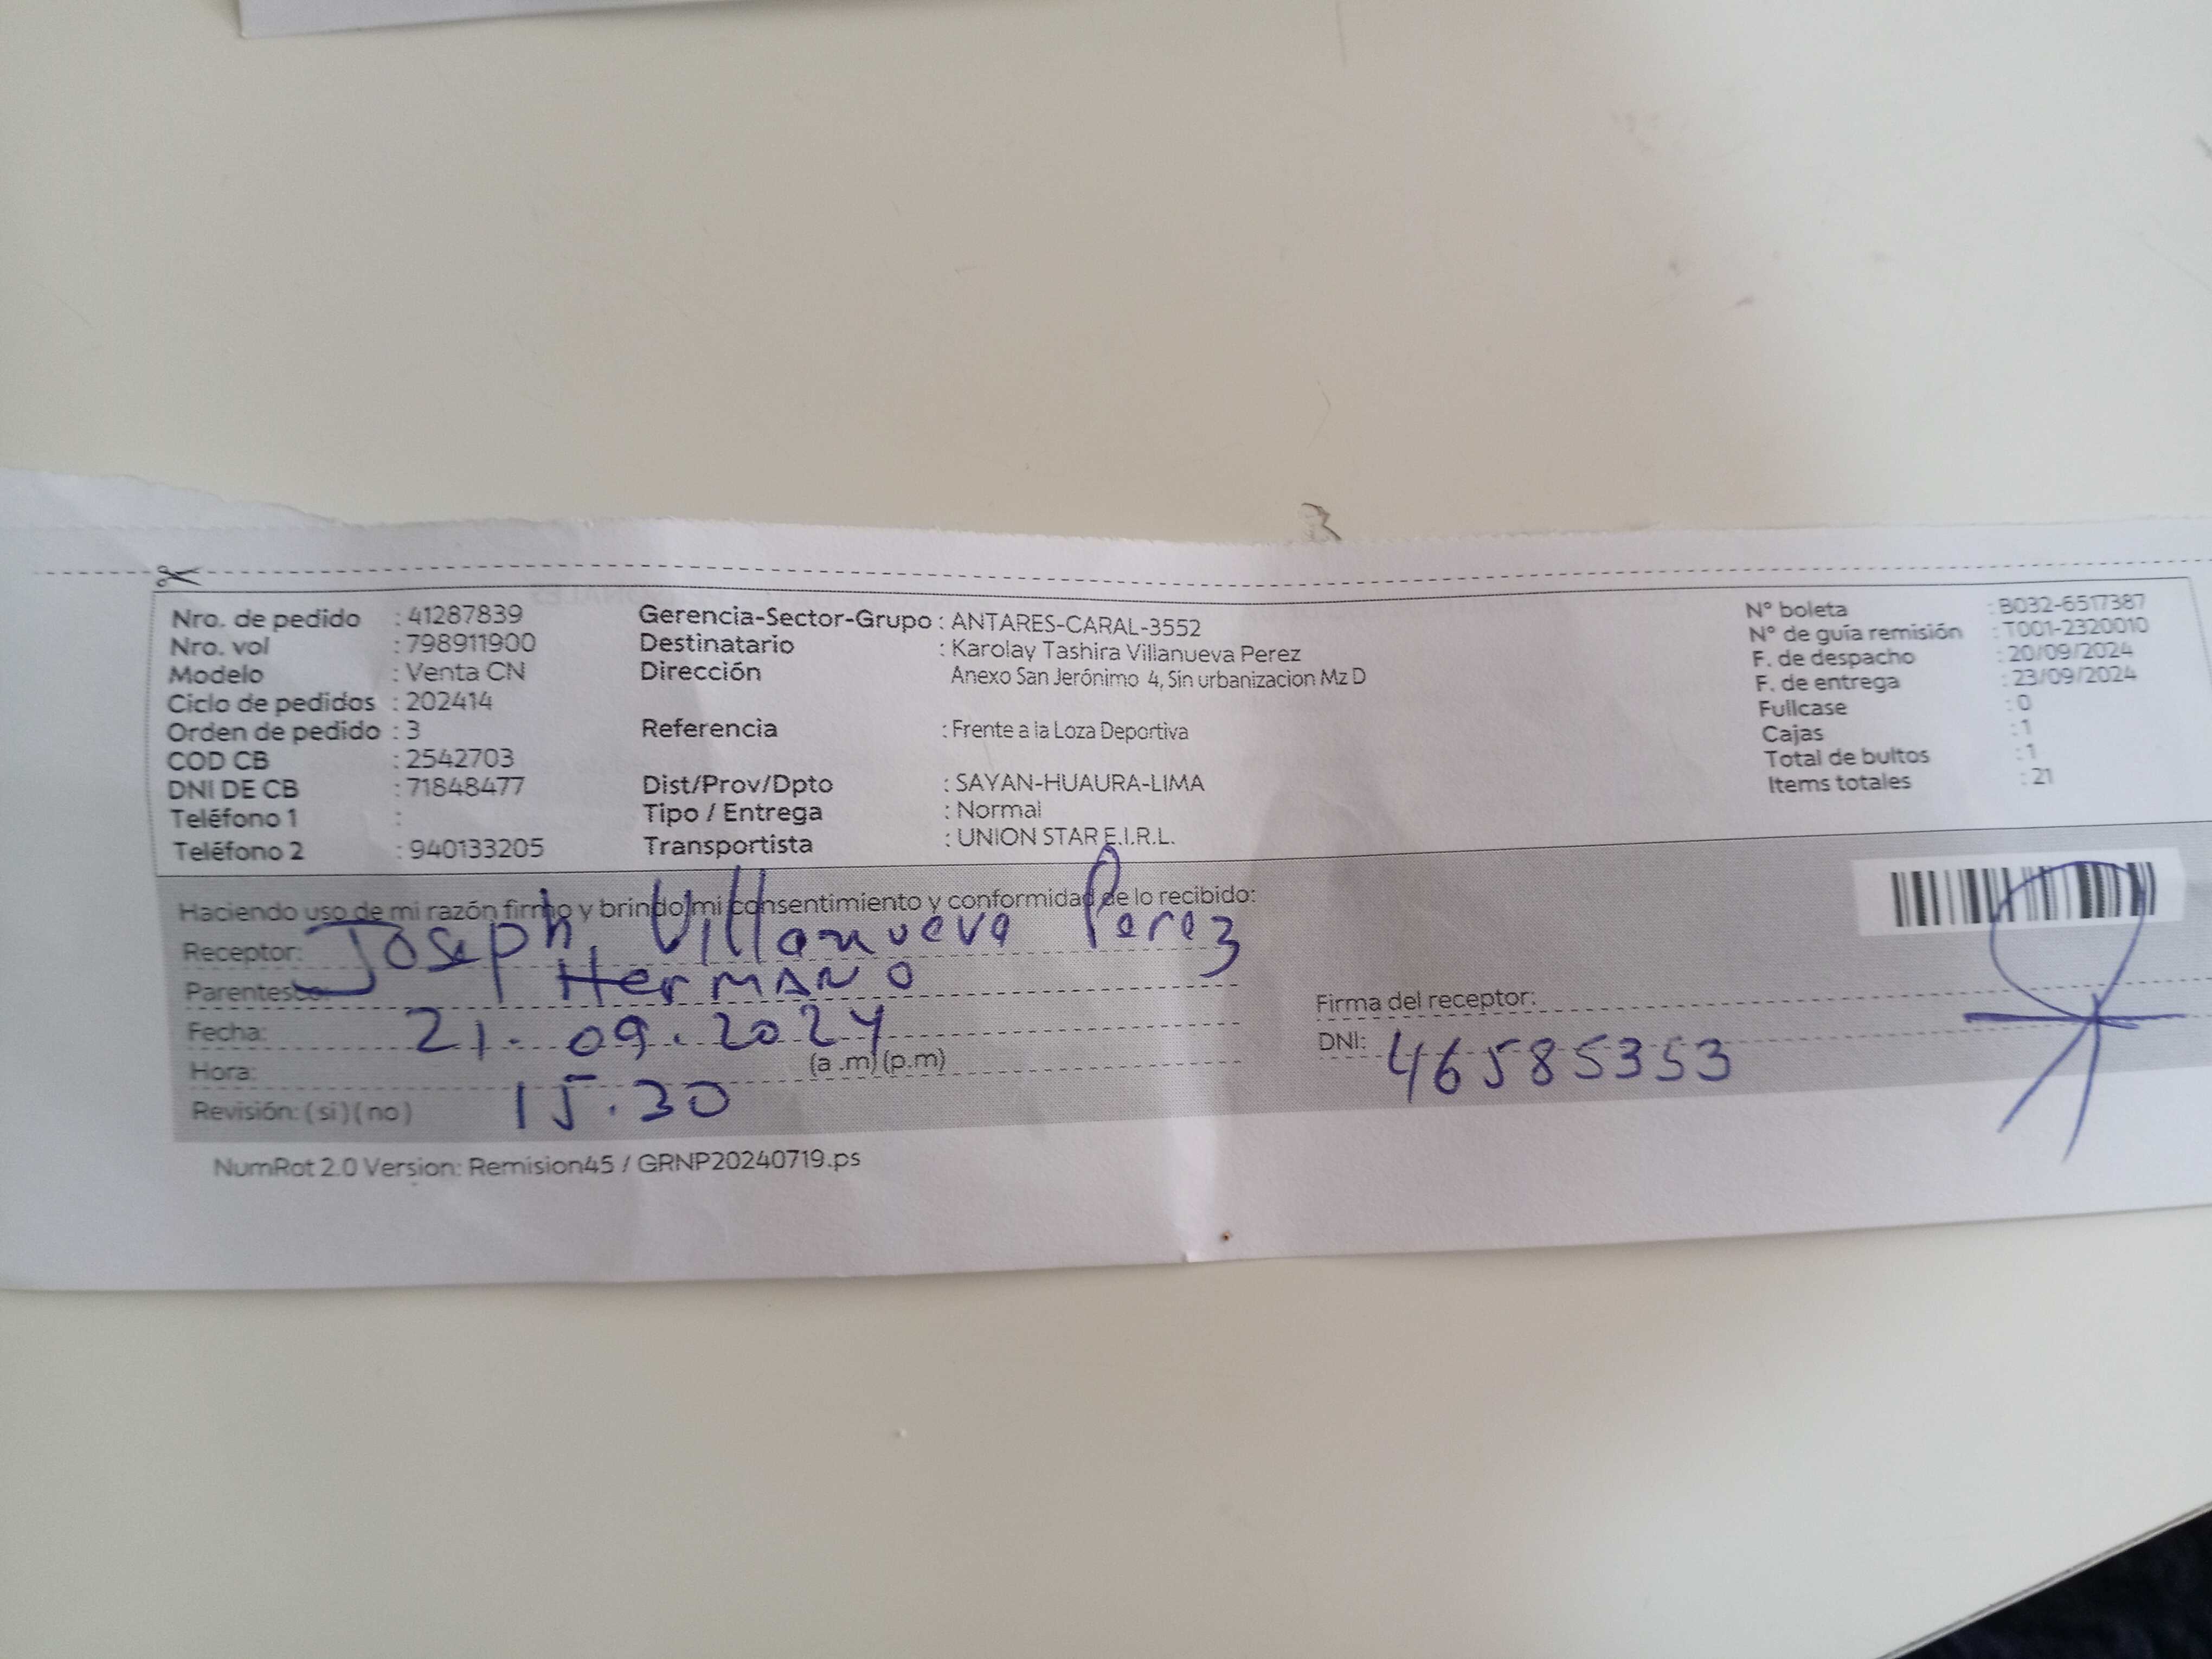 Nro. de pedido : 41287839 Gerencia-Sector-Grupo : ANTARES-CARAL-3552 N° boleta : B032-6517387
Nro. vol : 798911900 Destinatario : Karolay Tashira Villanueva Perez N° de guía remisión : T001-2320010
Modelo : Venta CN Dirección Anexo San Jerónimo 4, Sin urbanizacion Mz D F. de despacho : 20/09/2024
Ciclo de pedidos : 202414 F. de entrega : 23/09/2024
Orden de pedido : 3 Referencia : Frente a la Loza Deportiva Fullcase : 0
COD CB : 2542703 Cajas : 1
DNI DE CB : 71848477 Dist/Prov/Dpto : SAYAN-HUAURA-LIMA Total de bultos : 1
Teléfono 1 : Tipo / Entrega : Normal Items totales : 21
Teléfono 2 : 940133205 Transportista : UNION STAR E.I.R.L.
Haciendo uso de mi razón firmo y brindo mi consentimiento y conformidad de lo recibido:
Receptor: Joseph Villanueva Perez
Parentesco: HerMANO
Fecha: 21.09.2024
Hora: 15.30 (a .m) (p.m)
Revisión: ( si ) ( no )
Firma del receptor:
DNI: 46585353
NumRot 2.0 Version: Remision45 / GRNP20240719.ps